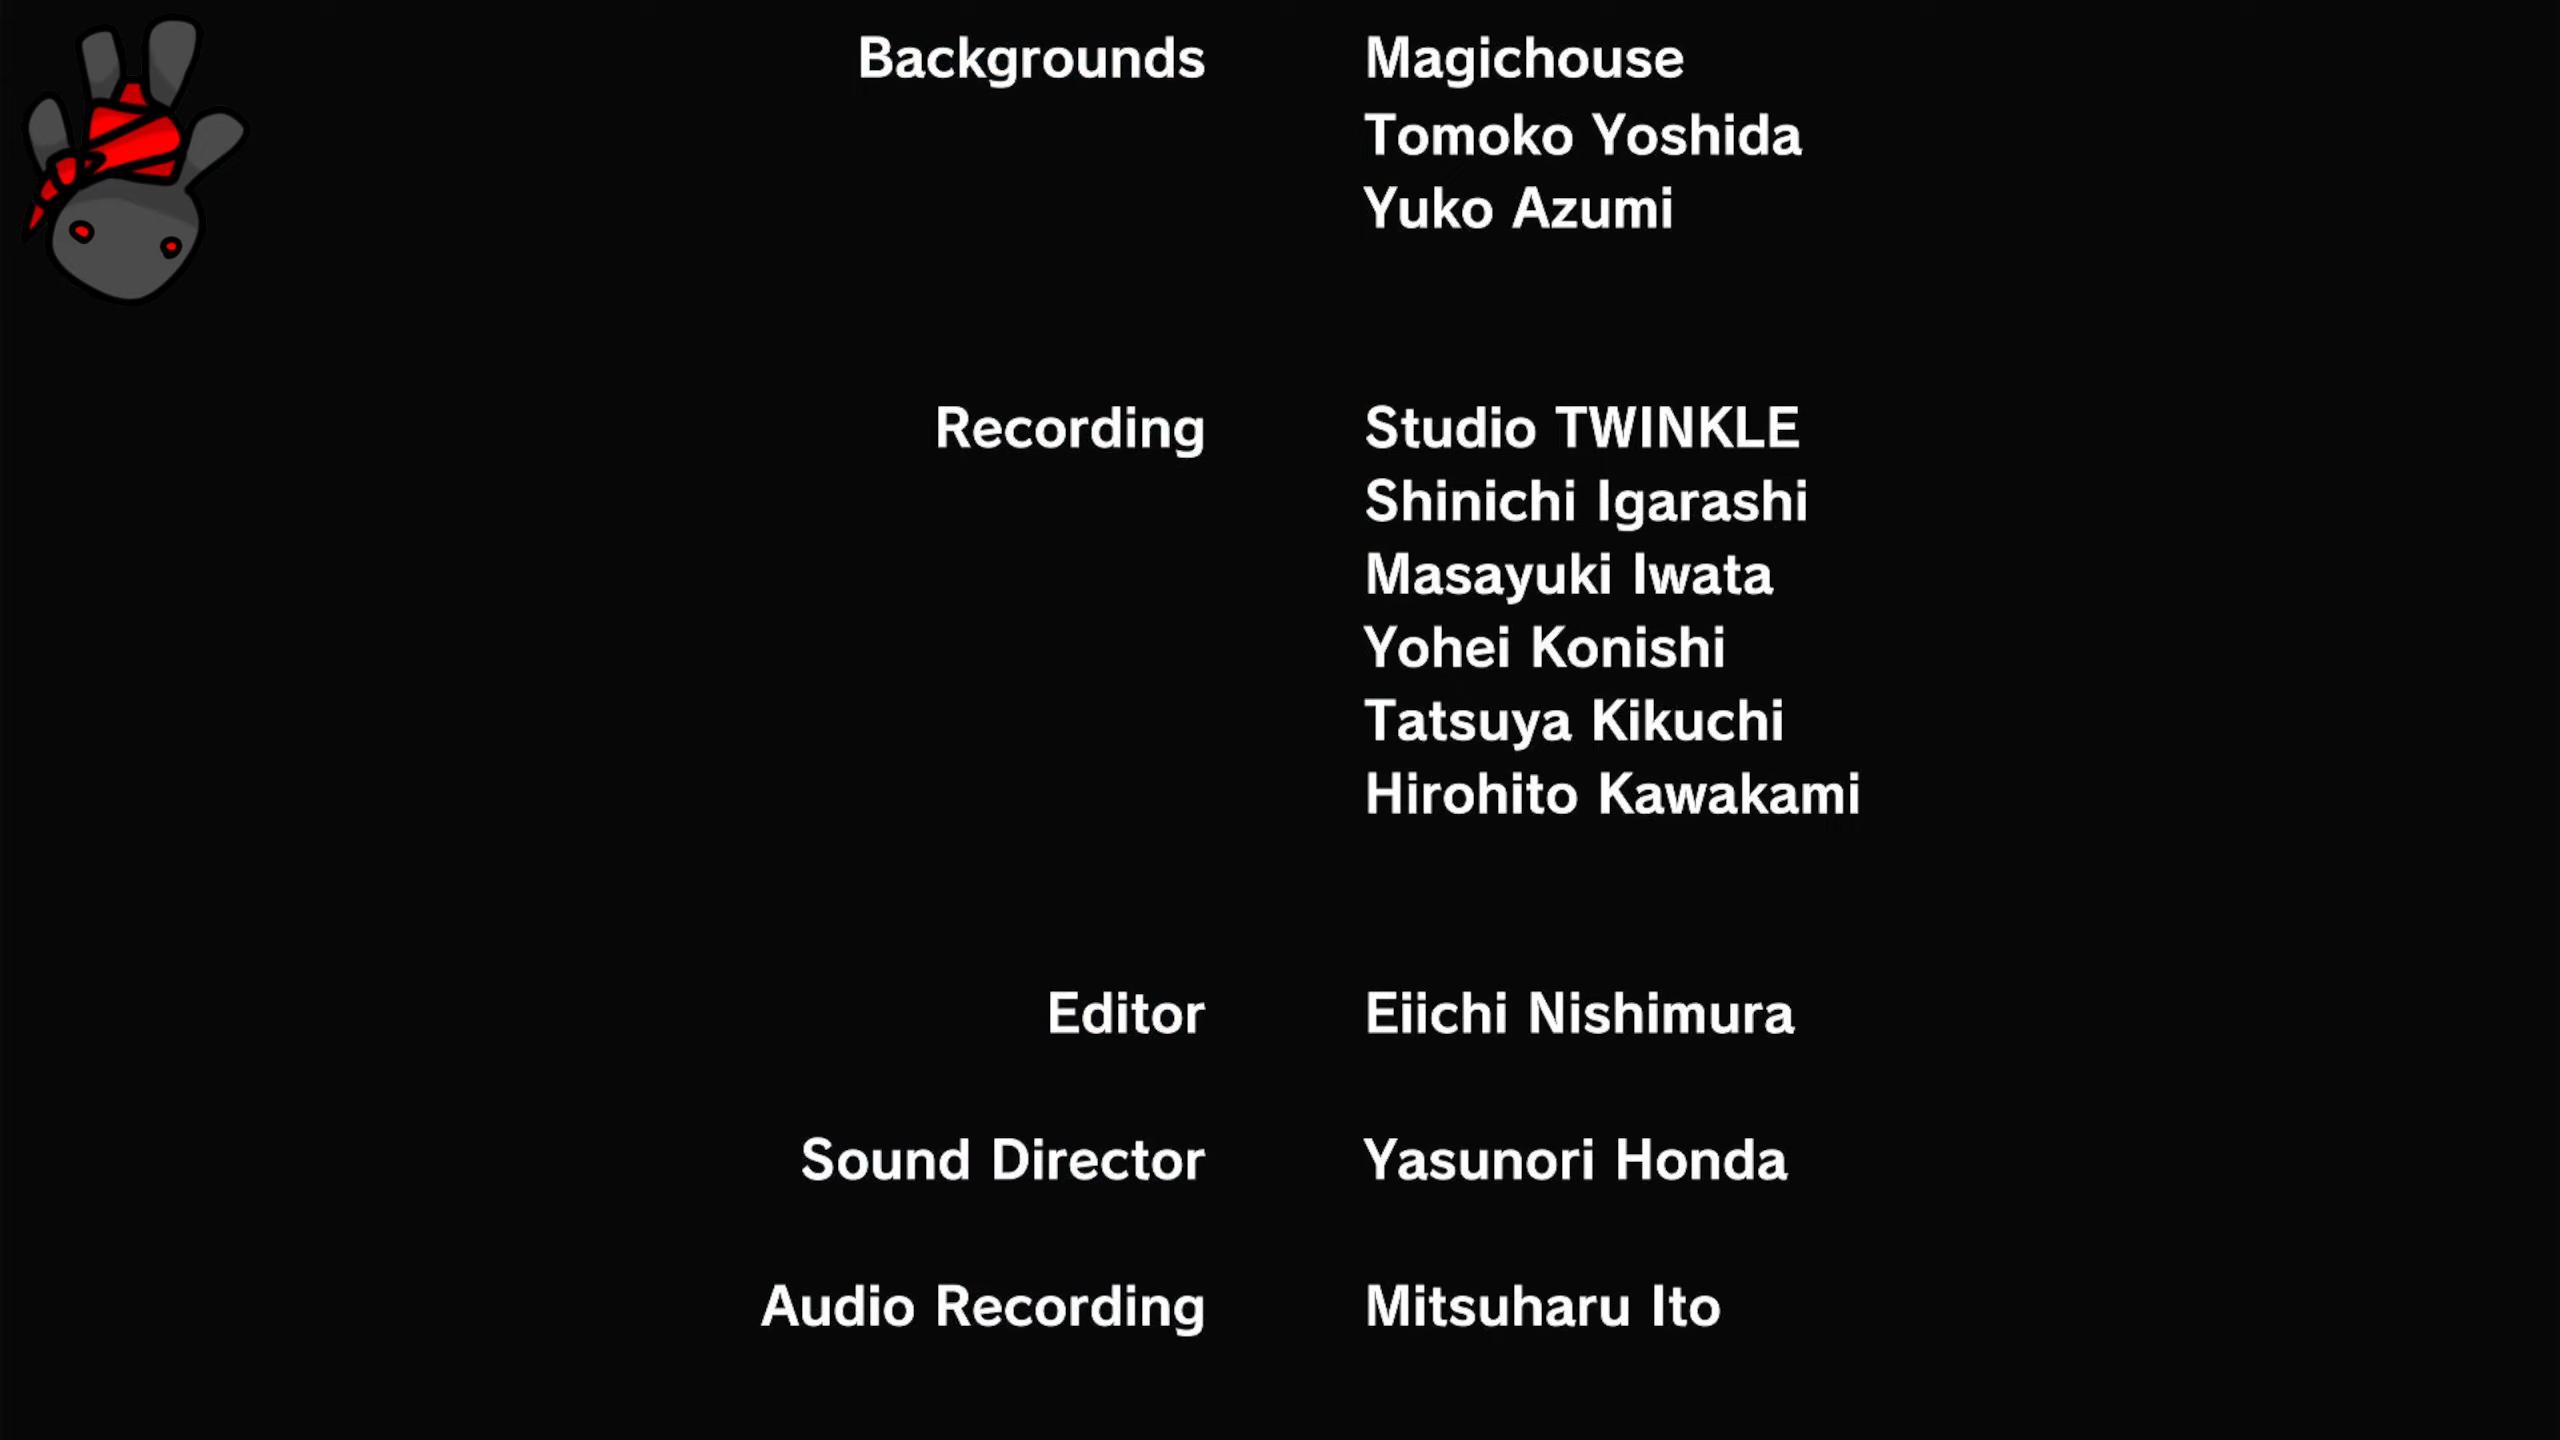 Backgrounds Magichouse
Tomoko Yoshida
Yuko Azumi
Recording Studio TWINKLE
Shinichi Igarashi
Masayuki Iwata
Yohei Konishi
Tatsuya Kikuchi
Hirohito Kawakami
Editor Eiichi Nishimura
Sound Director Yasunori Honda
Audio Recording Mitsuharu Ito